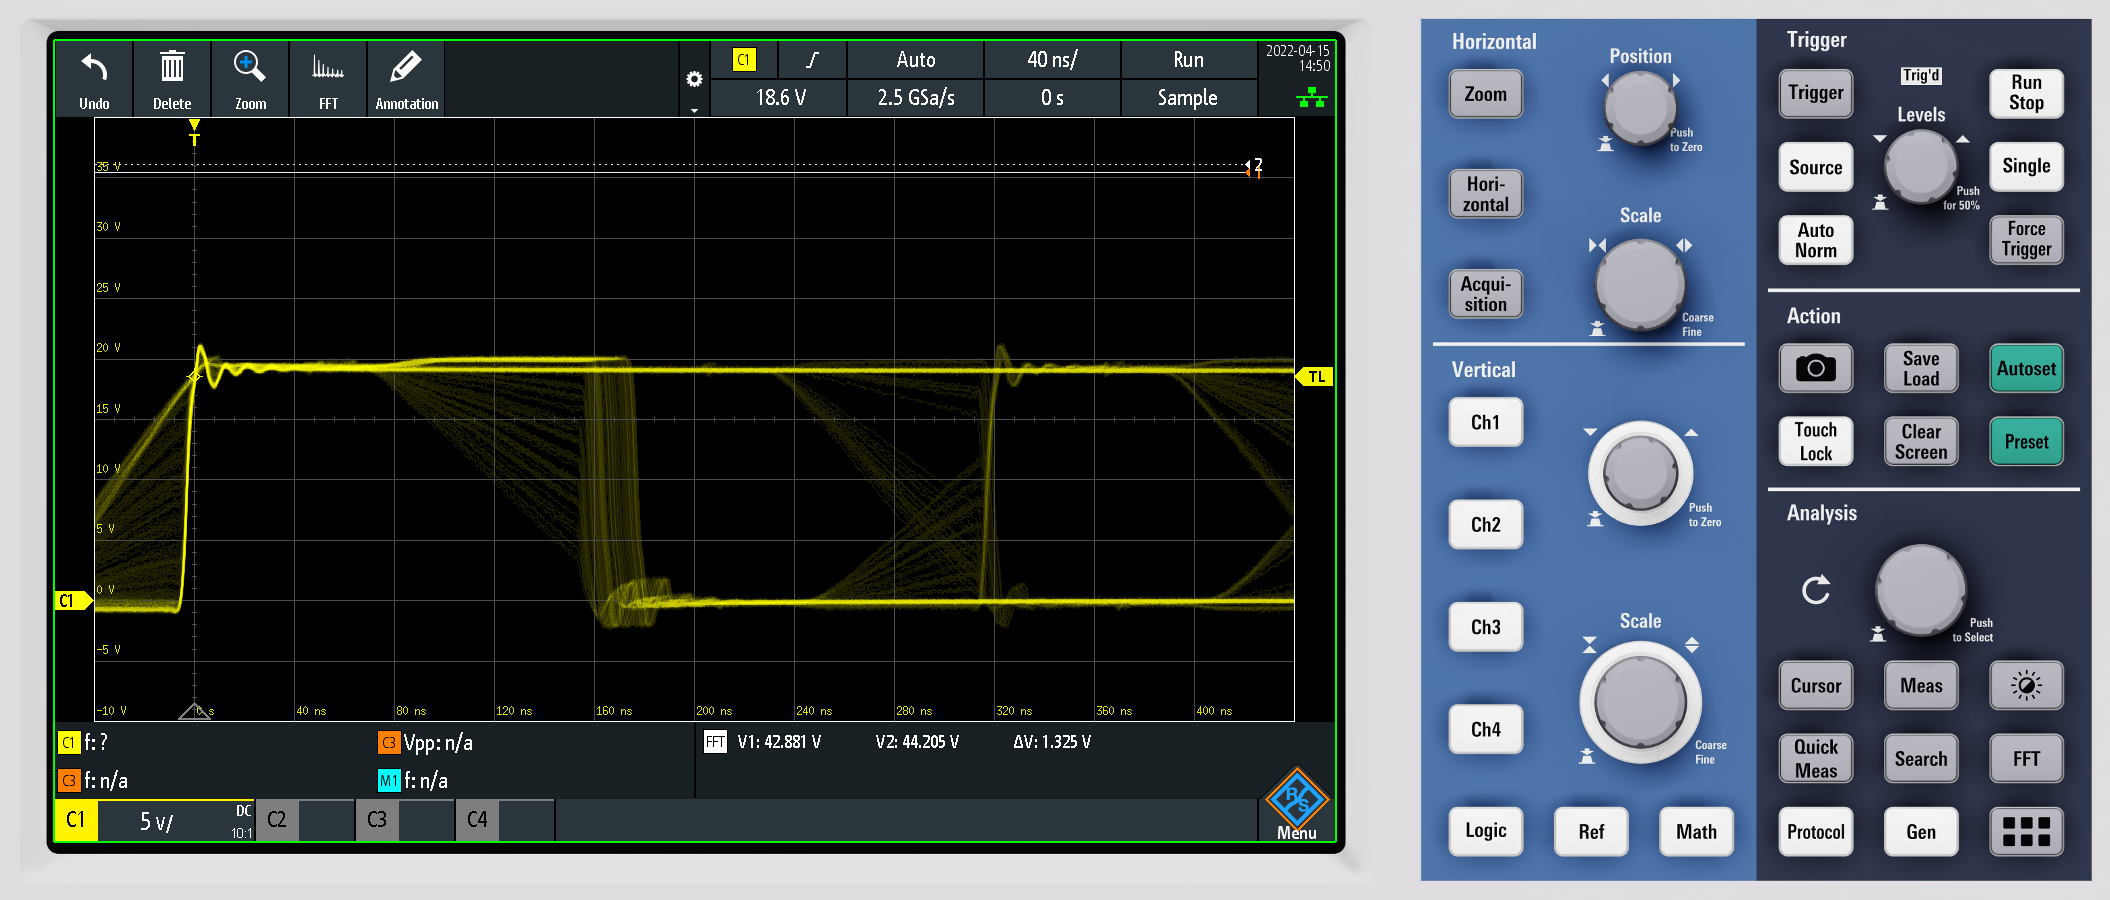 Undo
Delete
Zoom
FFT
Annotation
C1
Auto
40 ns/
Run
18.6 V
2.5 GSa/s
0 s
Sample
2022-04-15
14:50
T
35 V
30 V
25 V
20 V
15 V
10 V
5 V
0 V
-5 V
-10 V
2
1
TL
C1
0 s
40 ns
80 ns
120 ns
160 ns
200 ns
240 ns
280 ns
320 ns
360 ns
400 ns
C1 f: ?
C3 Vpp: n/a
C3 f: n/a
M1 f: n/a
FFT V1: 42.881 V V2: 44.205 V ΔV: 1.325 V
C1
5 V/
DC
10:1
C2
C3
C4
R S
Menu
Horizontal
Zoom
Hori-
zontal
Acqui-
sition
Position
Push
to Zero
Scale
Coarse
Fine
Vertical
Ch1
Ch2
Ch3
Ch4
Push
to Zero
Scale
Coarse
Fine
Logic
Ref
Math
Trigger
Trigger
Source
Auto
Norm
Trig'd
Levels
Push
for 50%
Run
Stop
Single
Force
Trigger
Action
Save
Load
Autoset
Touch
Lock
Clear
Screen
Preset
Analysis
Push
to Select
Cursor
Meas
Quick
Meas
Search
FFT
Protocol
Gen